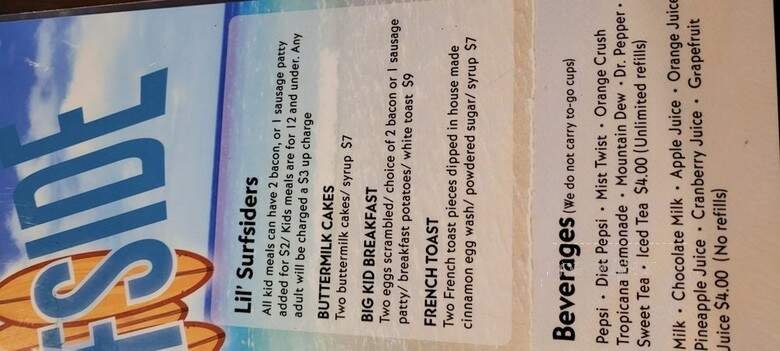 SIDE
Lil' Surfsiders
All kid meals can have 2 bacon, or 1 sausage patty
added for $2/ Kids meals are for 12 and under. Any
adult will be charged a $3 up charge
BUTTERMILK CAKES
Two buttermilk cakes/ syrup $7
BIG KID BREAKFAST
Two eggs scrambled/ choice of 2 bacon or 1 sausage
patty/ breakfast potatoes/ white toast $9
FRENCH TOAST
Two French toast pieces dipped in house made
cinnamon egg wash/ powdered sugar/ syrup $7
Beverages (We do not carry to-go cups)
Pepsi • Diet Pepsi • Mist Twist • Orange Crush
Tropicana Lemonade • Mountain Dew • Dr. Pepper •
Sweet Tea • Iced Tea $4.00 (Unlimited refills)
Milk • Chocolate Milk • Apple Juice • Orange Juice
Pineapple Juice • Cranberry Juice • Grapefruit
Juice $4.00 (No refills)